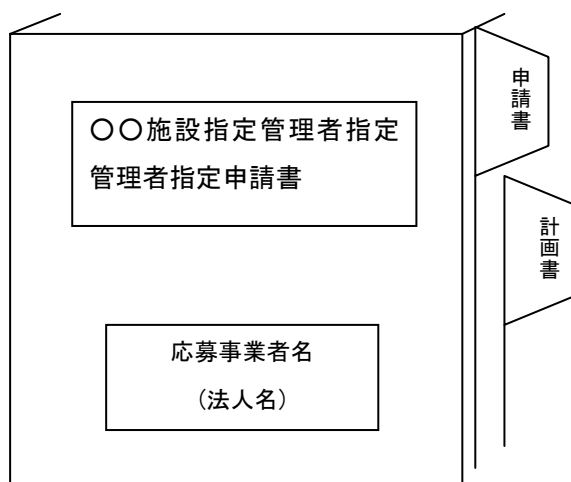 〇〇施設指定管理者指定
管理者指定申請書
応募事業者名
（法人名）
申請書
計画書